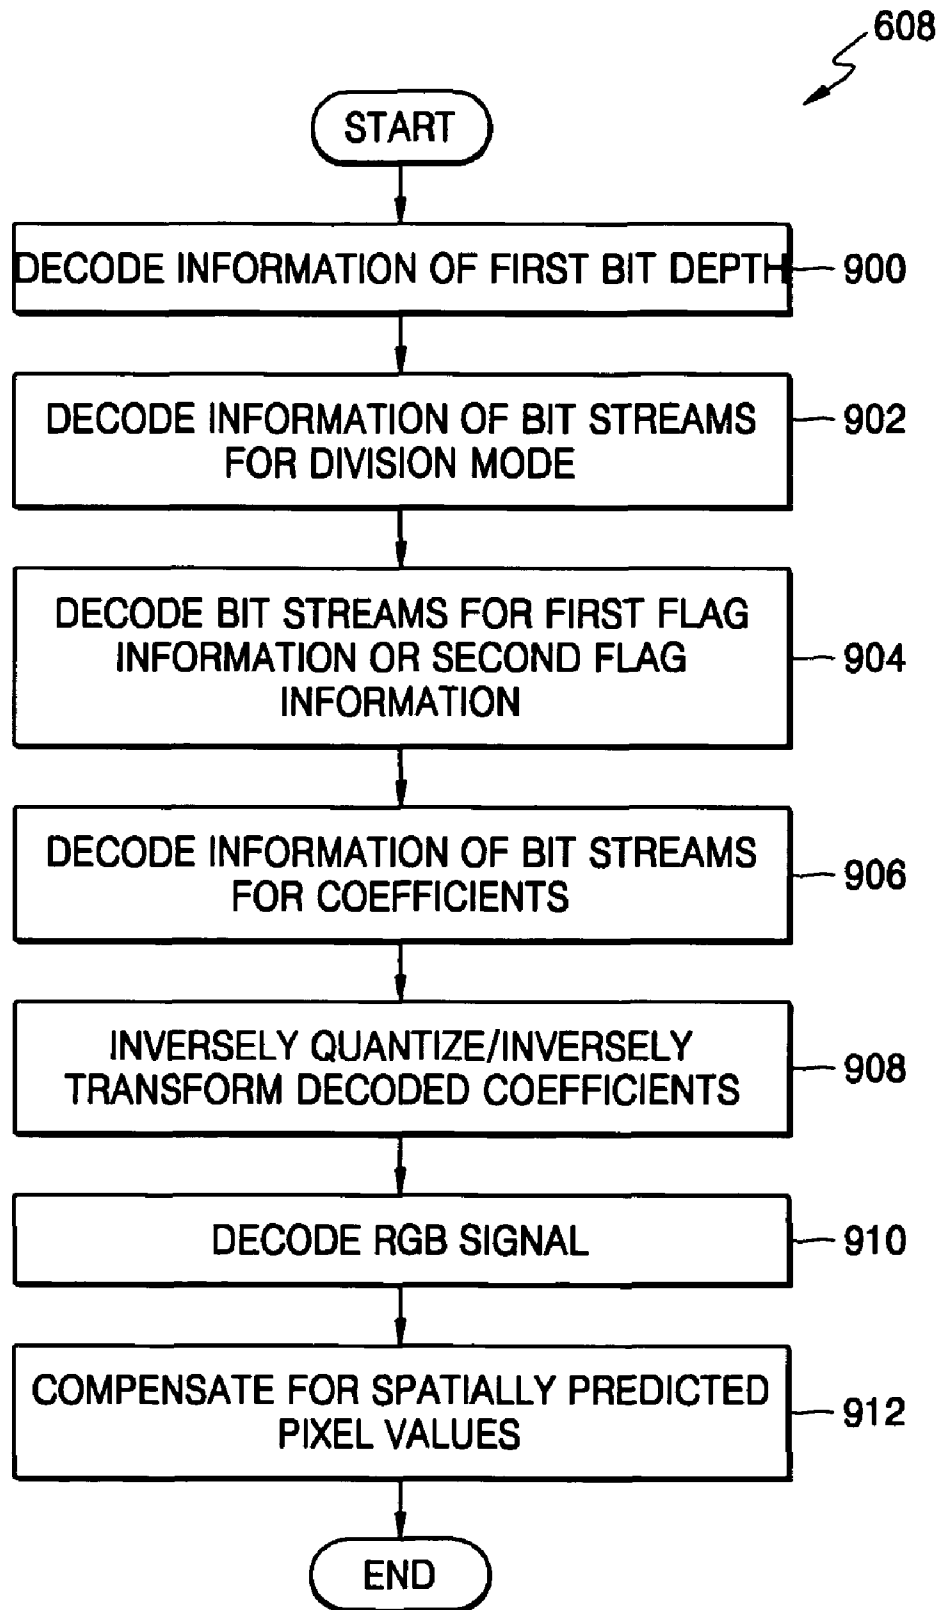 608
START
DECODE INFORMATION OF FIRST BIT DEPTH
900
DECODE INFORMATION OF BIT STREAMS
FOR DIVISION MODE
902
DECODE BIT STREAMS FOR FIRST FLAG
INFORMATION OR SECOND FLAG
INFORMATION
904
DECODE INFORMATION OF BIT STREAMS
FOR COEFFICIENTS
906
INVERSELY QUANTIZE/INVERSELY
TRANSFORM DECODED COEFFICIENTS
908
DECODE RGB SIGNAL
910
COMPENSATE FOR SPATIALLY PREDICTED
PIXEL VALUES
912
END